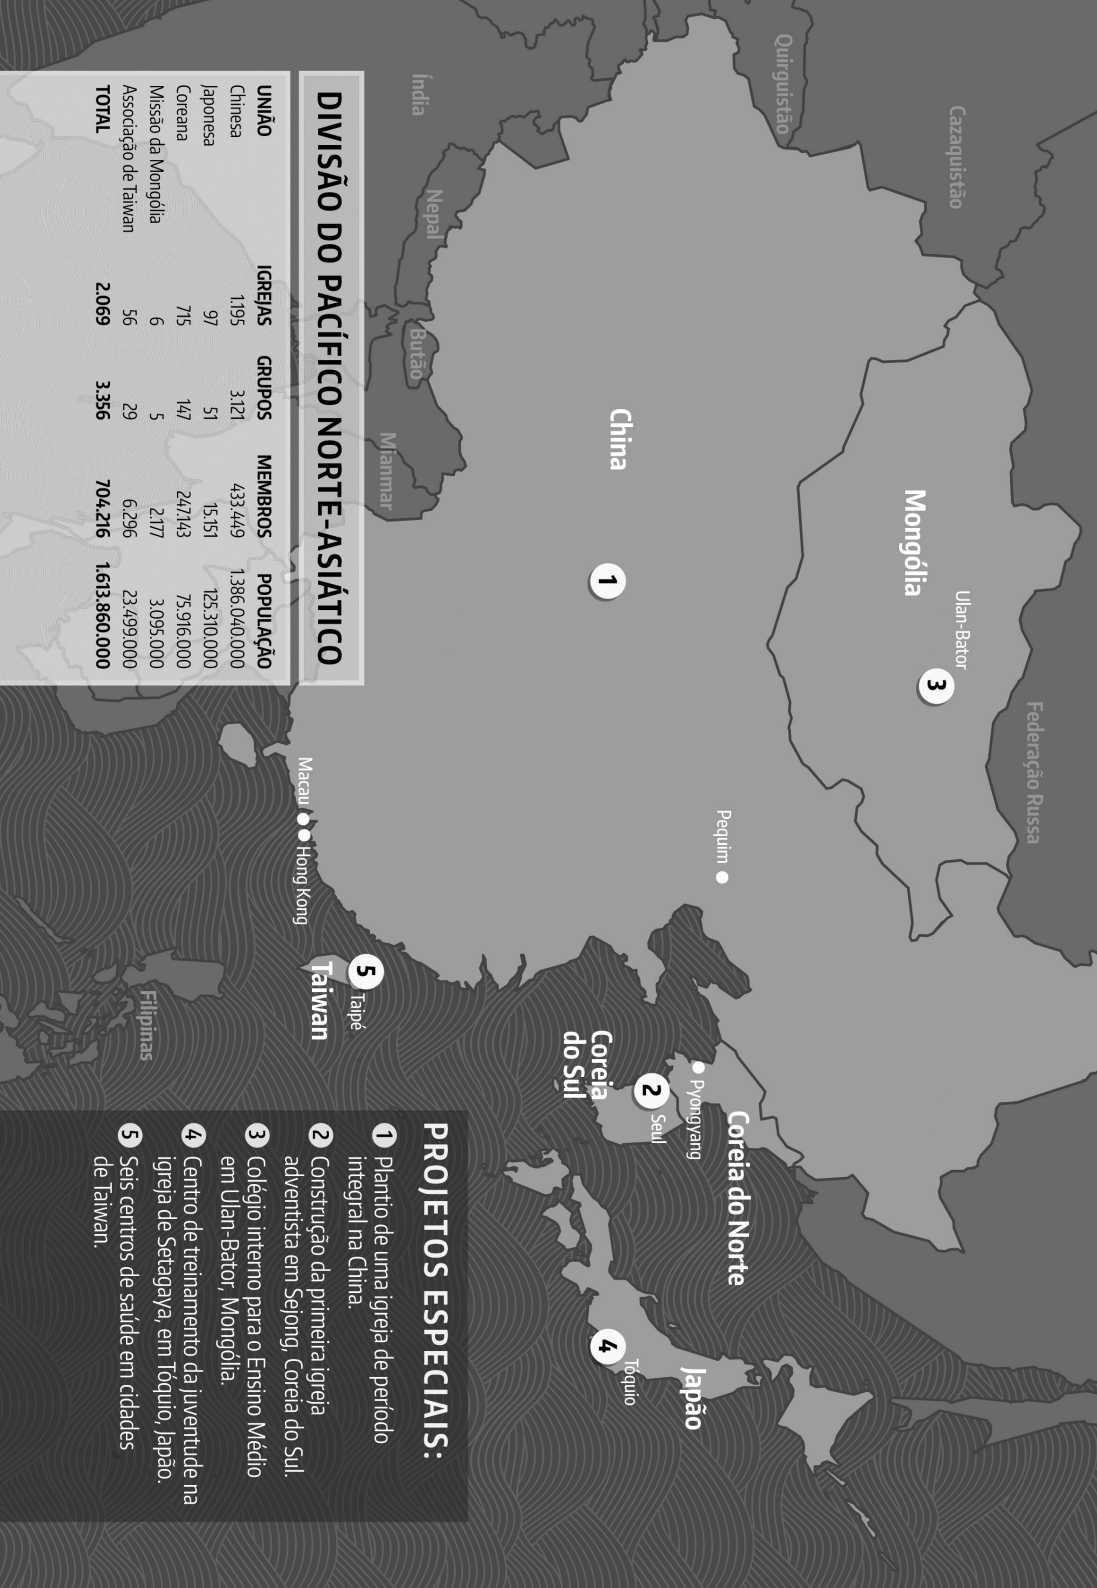 Cazaquistão
Quirguistão
Federação Russa
Mongólia
Ulan-Bator
3
China
1
Pequim
Índia
Nepal
Butão
Mianmar
Coreia do Norte
Pyongyang
Seul
2
Coreia
do Sul
Japão
Tóquio
4
Macau
Hong Kong
5
Taipé
Taiwan
Filipinas
DIVISÃO DO PACÍFICO NORTE-ASIÁTICO
UNIÃO IGREJAS GRUPOS MEMBROS POPULAÇÃO
Chinesa 1.195 3.121 433.449 1.386.040.000
Japonesa 97 51 15.151 125.310.000
Coreana 715 147 247.143 75.916.000
Missão da Mongólia 6 5 2.177 3.095.000
Associação de Taiwan 56 29 6.296 23.499.000
TOTAL 2.069 3.356 704.216 1.613.860.000
PROJETOS ESPECIAIS:
1 Plantio de uma igreja de período
integral na China.
2 Construção da primeira igreja
adventista em Sejong, Coreia do Sul.
3 Colégio interno para o Ensino Médio
em Ulan-Bator, Mongólia.
4 Centro de treinamento da juventude na
igreja de Setagaya, em Tóquio, Japão.
5 Seis centros de saúde em cidades
de Taiwan.